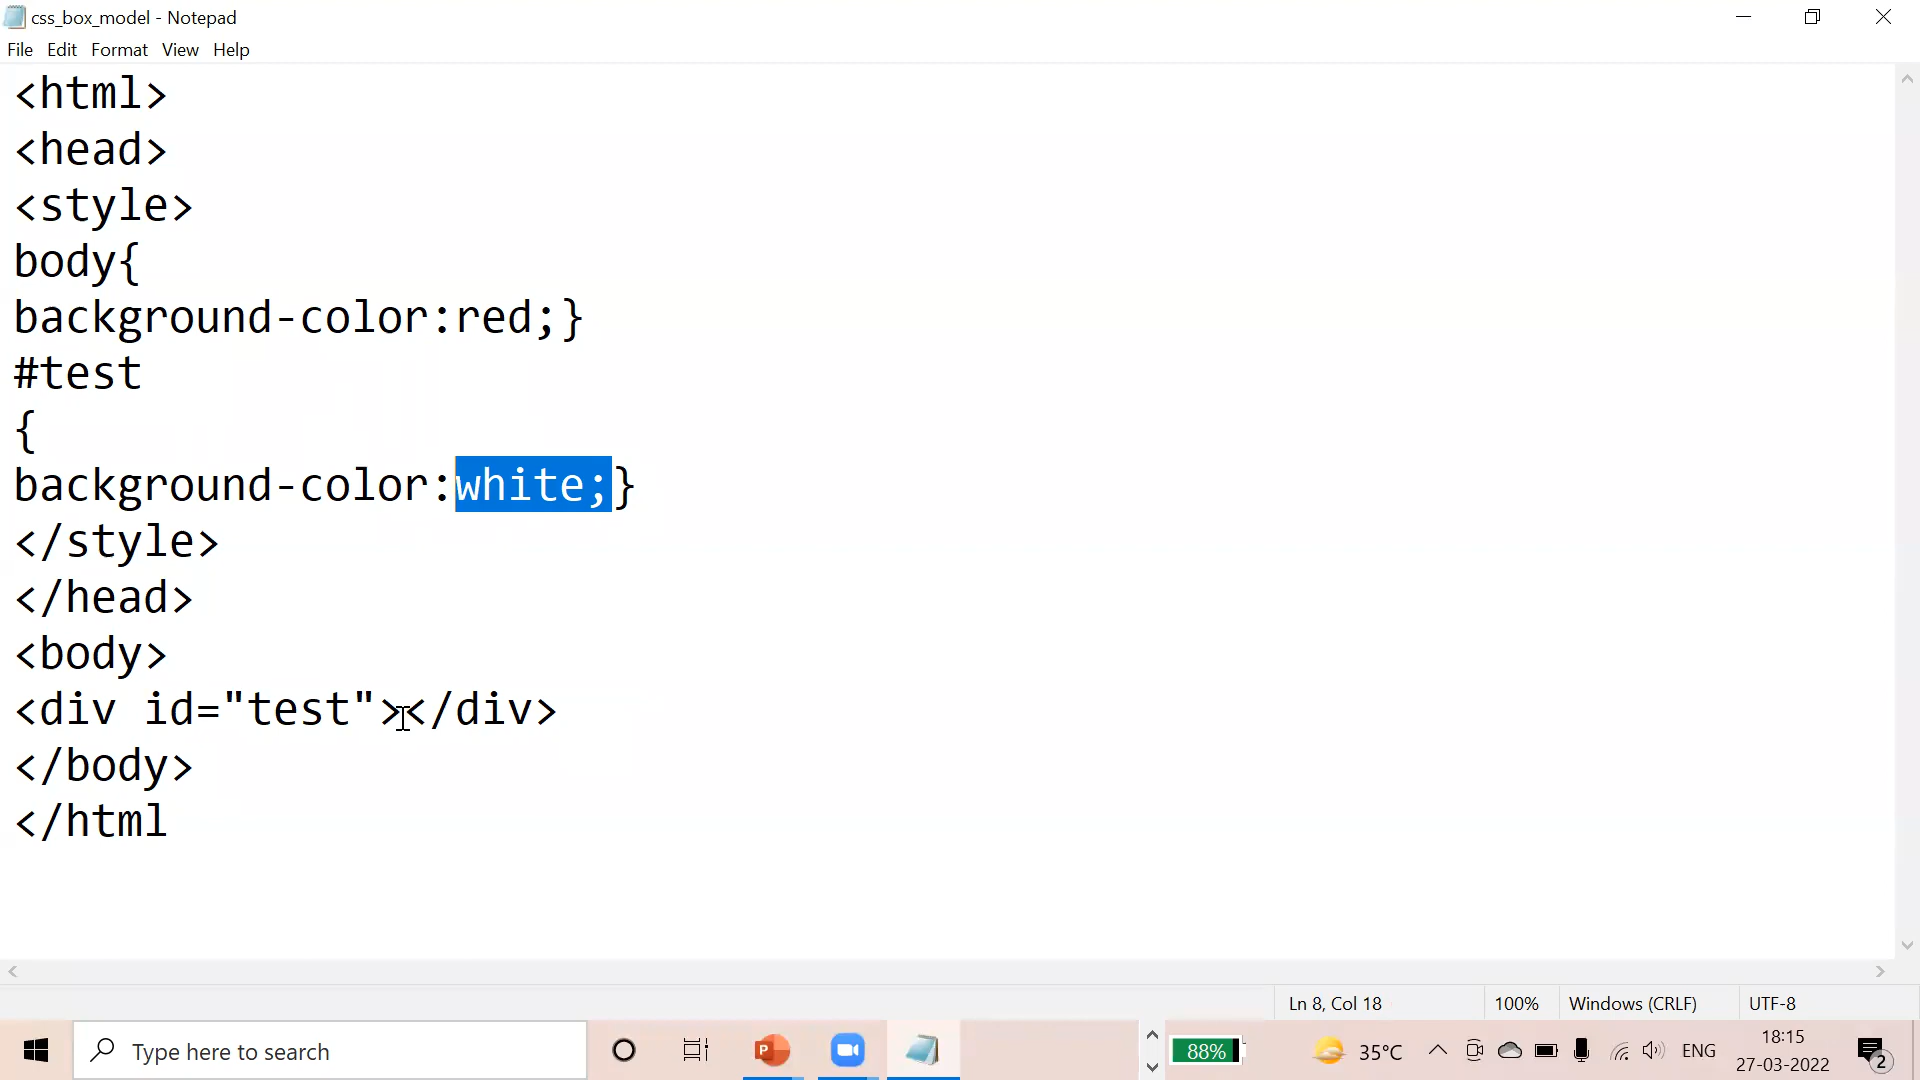 css_box_model - Notepad
File Edit Format View Help
<html>
<head>
<style>
body{
background-color:red;}
#test
{
background-color:white;}
</style>
</head>
<body>
<div id="test"></div>
</body>
</html
Ln 8, Col 18 100% Windows (CRLF) UTF-8
Type here to search P 88% 35°C ENG 18:15
27-03-2022 2